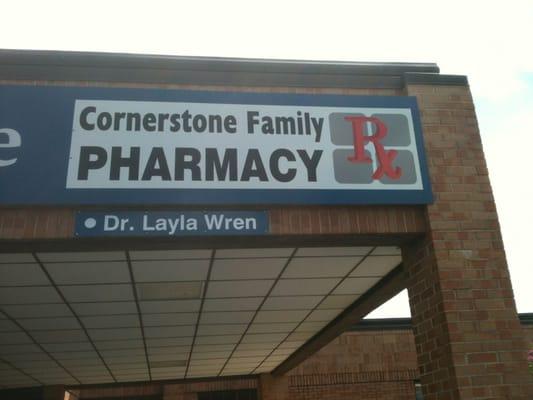 Cornerstone Family
PHARMACY
Rx
e
• Dr. Layla Wren